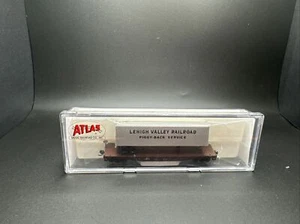 ATLAS
LEHIGH VALLEY RAILROAD
PIGGY-BACK SERVICE